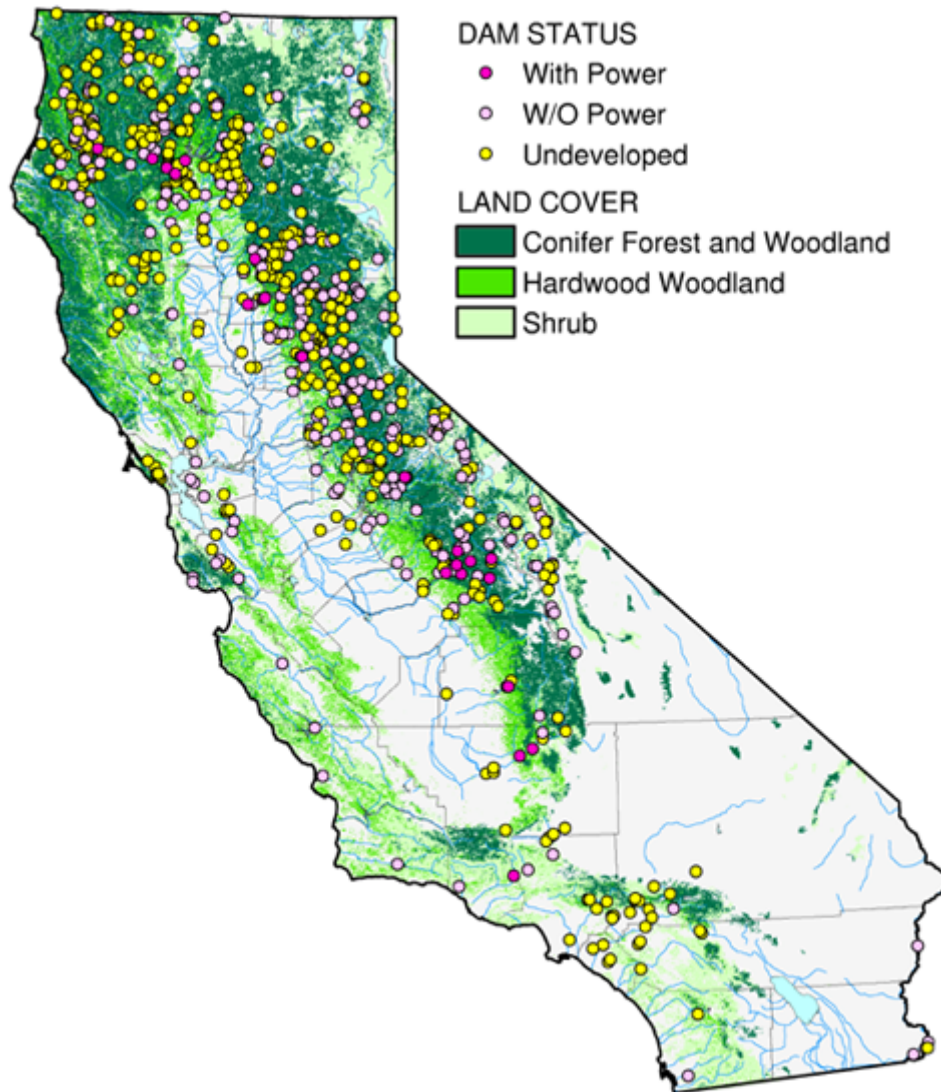 DAM STATUS
With Power
W/O Power
Undeveloped
LAND COVER
Conifer Forest and Woodland
Hardwood Woodland
Shrub